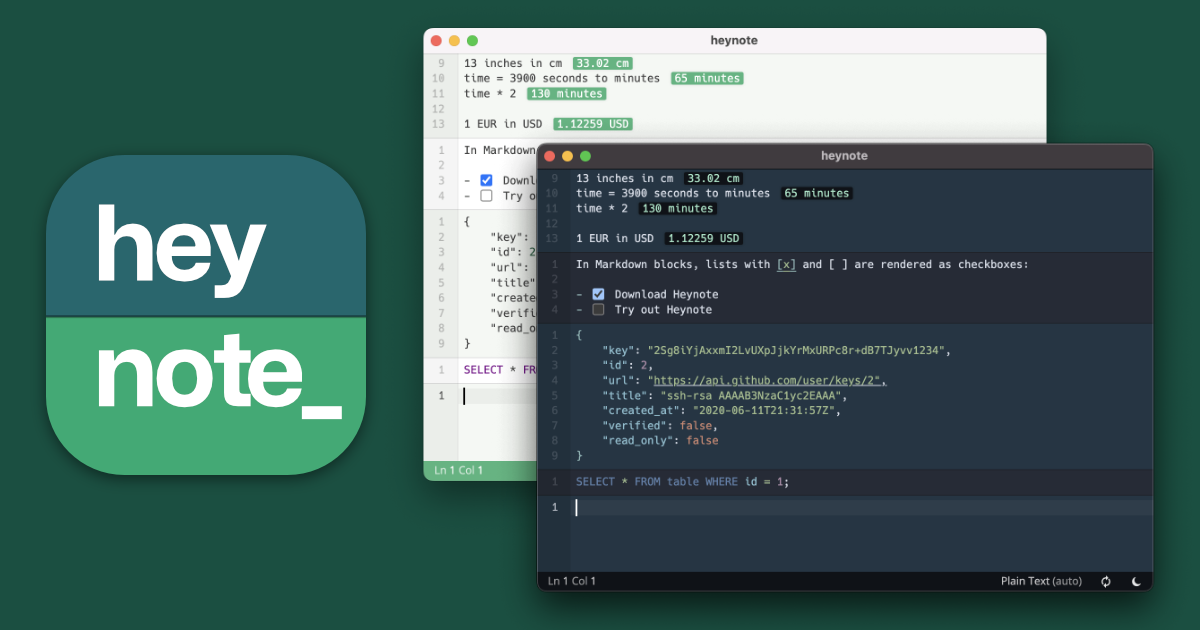 hey
note_
heynote
9 13 inches in cm 33.02 cm
10 time = 3900 seconds to minutes 65 minutes
11 time * 2 130 minutes
12
13 1 EUR in USD 1.12259 USD
1 In Markdown
2
3 -  Downl
4 -  Try o
1 {
2 "key":
3 "id": 2
4 "url":
5 "title"
6 "create
7 "verifi
8 "read_o
9 }
1 SELECT * FR
1
Ln 1 Col 1
heynote
9 13 inches in cm 33.02 cm
10 time = 3900 seconds to minutes 65 minutes
11 time * 2 130 minutes
12
13 1 EUR in USD 1.12259 USD
1 In Markdown blocks, lists with [x] and [ ] are rendered as checkboxes:
2
3 -  Download Heynote
4 -  Try out Heynote
1 {
2 "key": "2Sg8iYjAxxmI2LvUXpJjkYrMxURPc8r+dB7TJyvv1234",
3 "id": 2,
4 "url": "https://api.github.com/user/keys/2",
5 "title": "ssh-rsa AAAAB3NzaC1yc2EAAA",
6 "created_at": "2020-06-11T21:31:57Z",
7 "verified": false,
8 "read_only": false
9 }
1 SELECT * FROM table WHERE id = 1;
1
Ln 1 Col 1 Plain Text (auto)